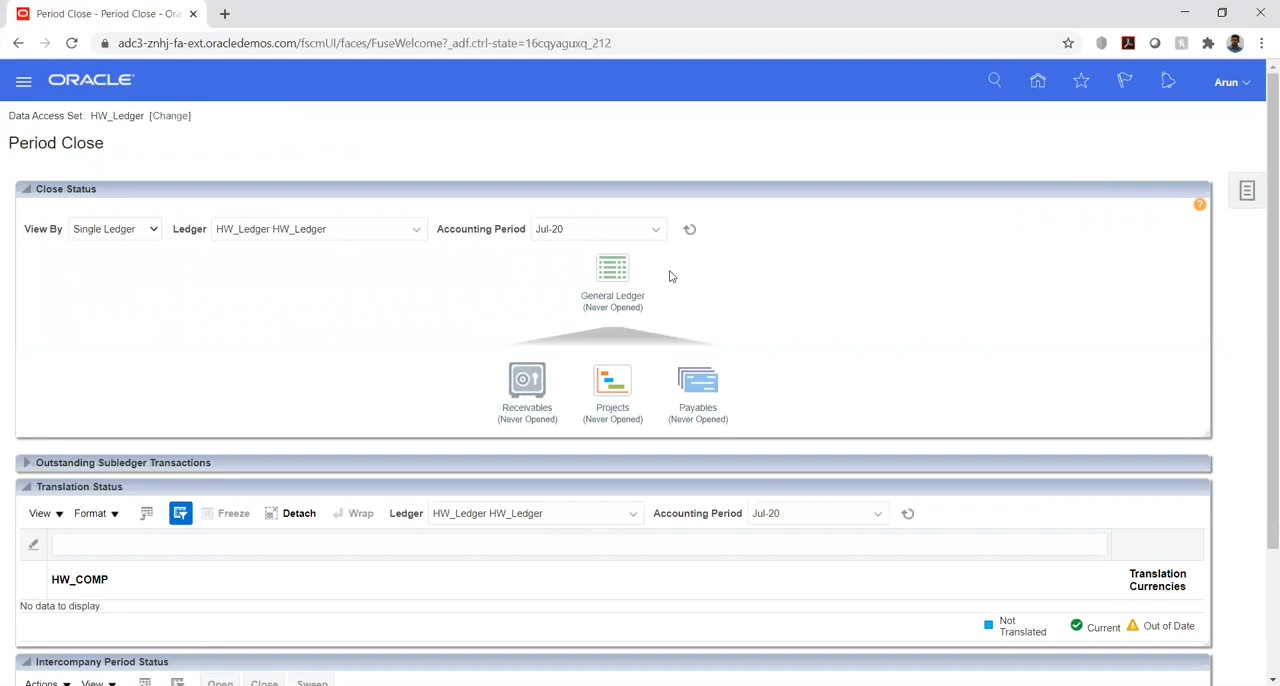 Period Close - Period Close - Ora
adc3-znhj-fa-ext.oracledemos.com/fscmUI/faces/FuseWelcome?_adf.ctrl-state=16cqyaguxq_212
ORACLE
Arun
Data Access Set: HW_Ledger [Change]
Period Close
Close Status
?
View By Single Ledger Ledger HW_Ledger HW_Ledger Accounting Period Jul-20
General Ledger
(Never Opened)
Receivables Projects Payables
(Never Opened) (Never Opened) (Never Opened)
Outstanding Subledger Transactions
Translation Status
View Format Freeze Detach Wrap Ledger HW_Ledger HW_Ledger Accounting Period Jul-20
HW_COMP Translation
Currencies
No data to display.
Not
Translated Current Out of Date
Intercompany Period Status
Actions View Open Close Sweep